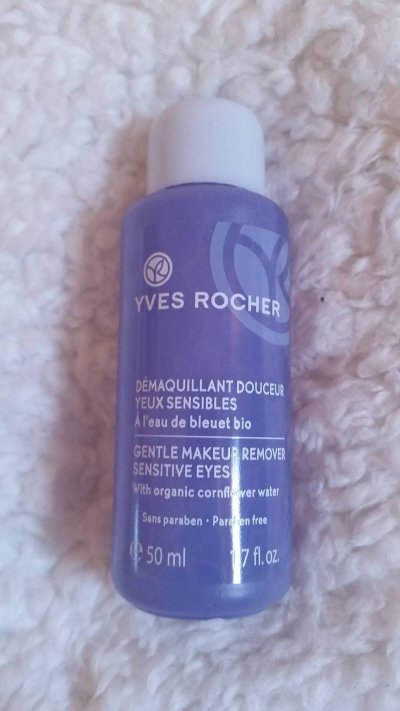 YVES ROCHER
DÉMAQUILLANT DOUCEUR
YEUX SENSIBLES
À l'eau de bleuet bio
GENTLE MAKEUP REMOVER
SENSITIVE EYES
With organic cornflower water
Sans paraben • Paraben free
℮ 50 ml 1.7 fl. oz.